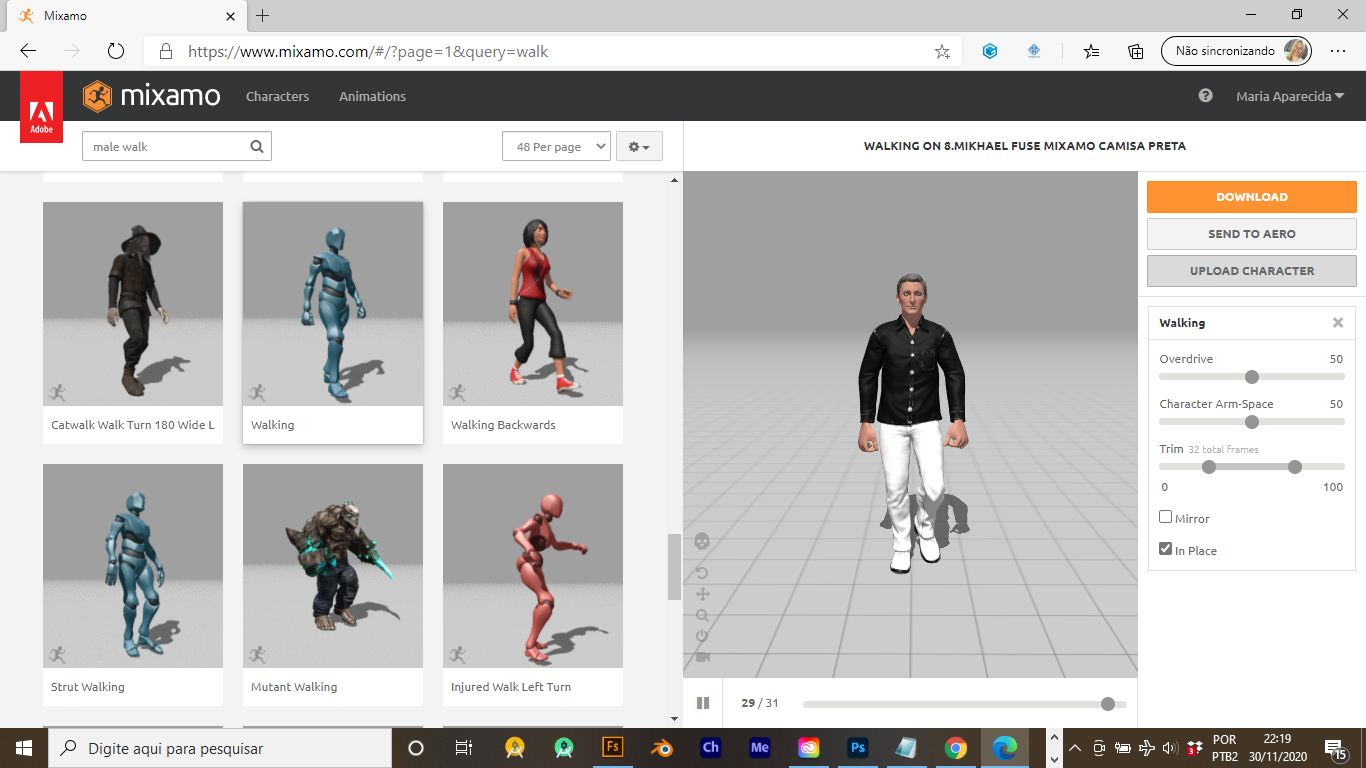 Mixamo
https://www.mixamo.com/#/?page=1&query=walk
Não sincronizando
Adobe
mixamo
Characters
Animations
Maria Aparecida
male walk
48 Per page
WALKING ON 8.MIKHAEL FUSE MIXAMO CAMISA PRETA
Catwalk Walk Turn 180 Wide L
Walking
Walking Backwards
Strut Walking
Mutant Walking
Injured Walk Left Turn
29 / 31
DOWNLOAD
SEND TO AERO
UPLOAD CHARACTER
Walking
Overdrive 50
Character Arm-Space 50
Trim 32 total frames
0 100
Mirror
In Place
Digite aqui para pesquisar
Fs
Ch
Me
Ps
3
POR
PTB2
22:19
30/11/2020
15